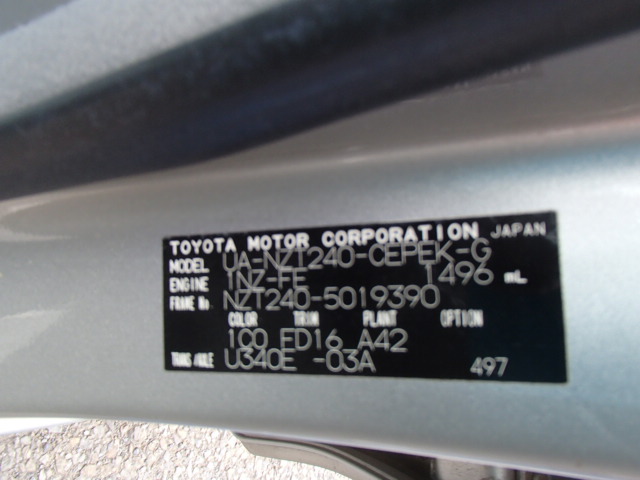 TOYOTA MOTOR CORPORATION JAPAN
MODEL UA-NZT240-CEPEK-G
ENGINE 1NZ-FE 1496 mL
FRAME No. NZT240-5019390
COLOR TRIM PLANT OPTION
1C0 FD16 A42
TRANS/AXLE U340E -03A
497